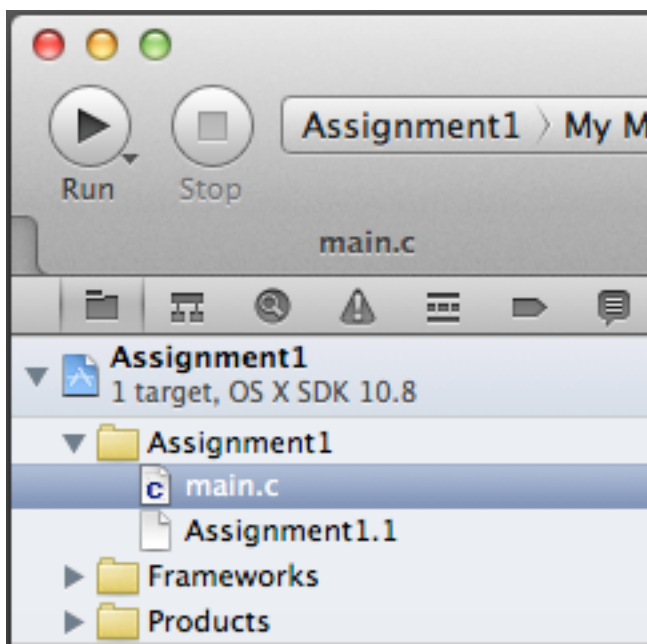 Assignment1 〉 My M
Run Stop
main.c
Assignment1
1 target, OS X SDK 10.8
Assignment1
c main.c
Assignment1.1
Frameworks
Products